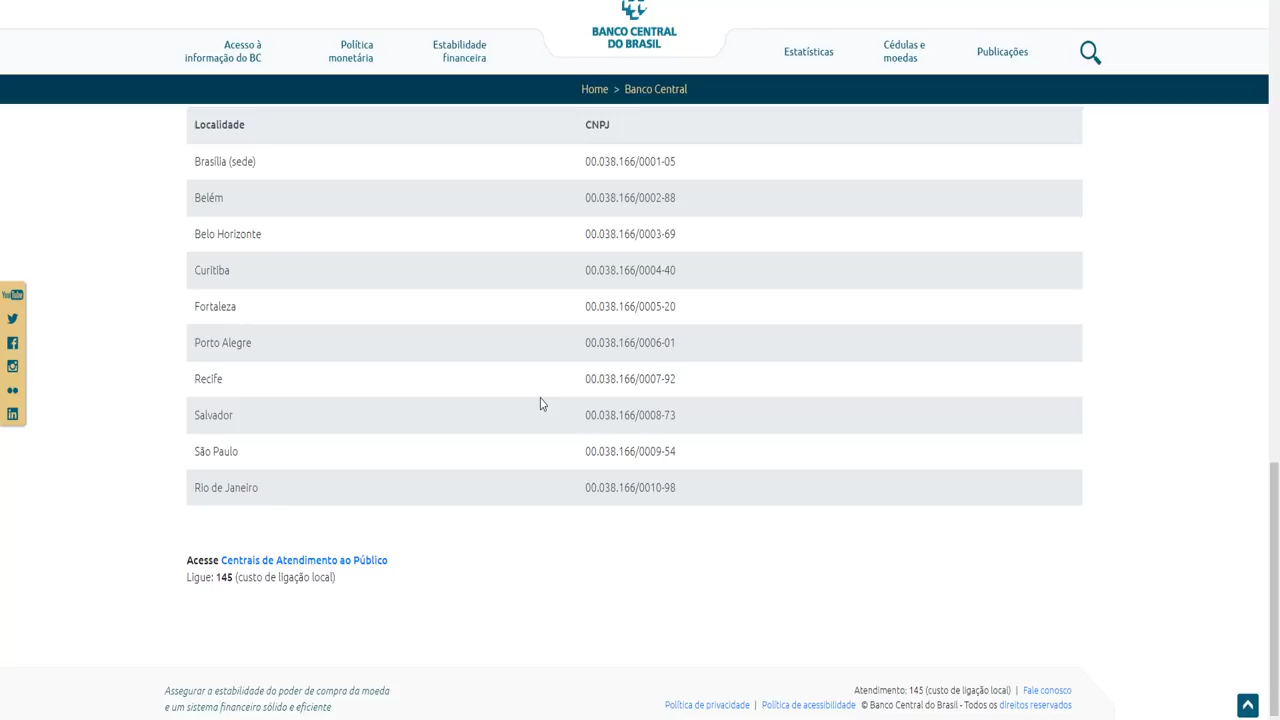 BANCO CENTRAL
DO BRASIL
Acesso à
informação do BC
Política
monetária
Estabilidade
financeira
Estatísticas
Cédulas e
moedas
Publicações
Home > Banco Central
Localidade CNPJ
Brasília (sede) 00.038.166/0001-05
Belém 00.038.166/0002-88
Belo Horizonte 00.038.166/0003-69
Curitiba 00.038.166/0004-40
Fortaleza 00.038.166/0005-20
Porto Alegre 00.038.166/0006-01
Recife 00.038.166/0007-92
Salvador 00.038.166/0008-73
São Paulo 00.038.166/0009-54
Rio de Janeiro 00.038.166/0010-98
YouTube
Acesse Centrais de Atendimento ao Público
Ligue: 145 (custo de ligação local)
Assegurar a estabilidade do poder de compra da moeda
e um sistema financeiro sólido e eficiente
Atendimento: 145 (custo de ligação local) | Fale conosco
Política de privacidade | Política de acessibilidade © Banco Central do Brasil - Todos os direitos reservados